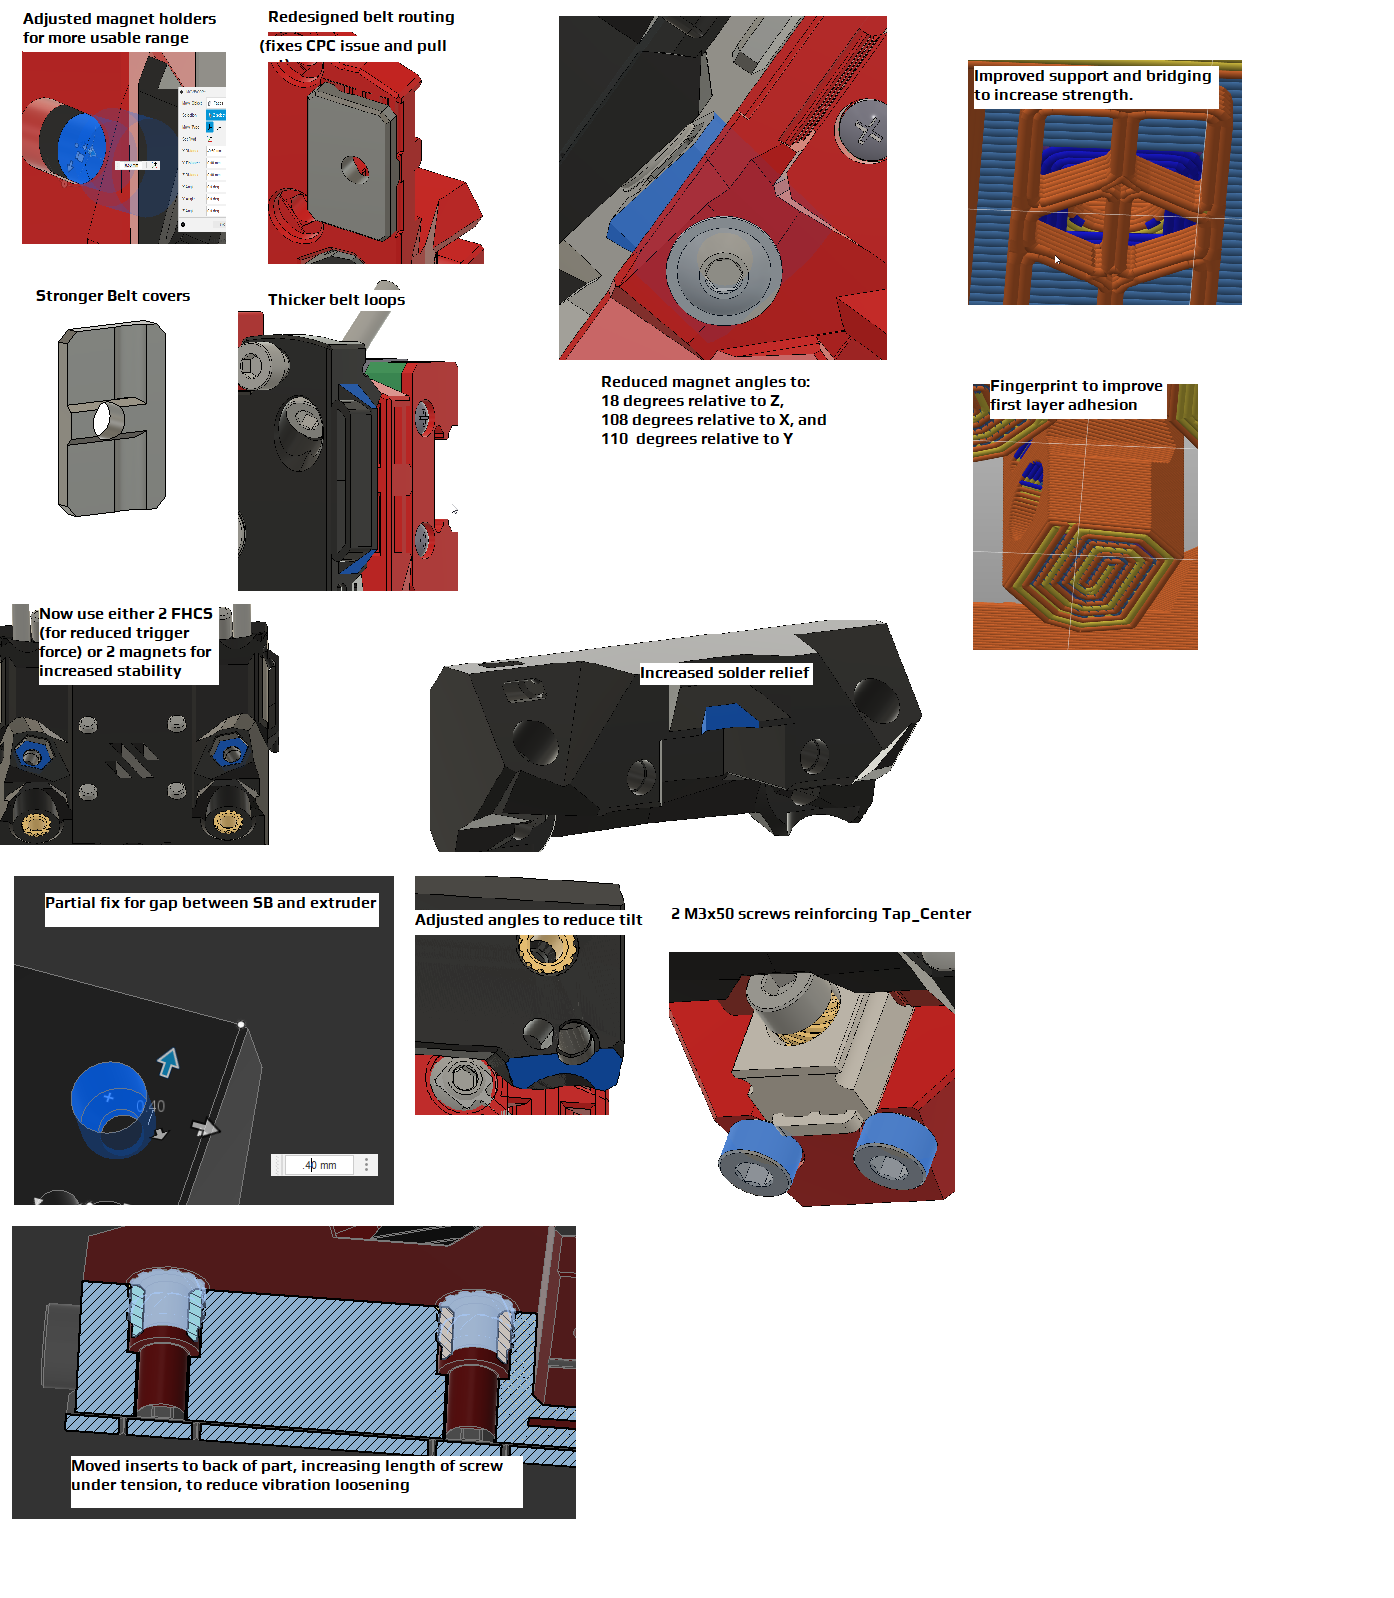 Adjusted magnet holders
for more usable range
Redesigned belt routing
(fixes CPC issue and pull
Improved support and bridging
to increase strength.
Stronger Belt covers
Thicker belt loops
Reduced magnet angles to:
18 degrees relative to Z,
108 degrees relative to X, and
110 degrees relative to Y
Fingerprint to improve
first layer adhesion
Now use either 2 FHCS
(for reduced trigger
force) or 2 magnets for
increased stability
Increased solder relief
Partial fix for gap between SB and extruder
0.40
.40 mm
Adjusted angles to reduce tilt
2 M3x50 screws reinforcing Tap_Center
Moved inserts to back of part, increasing length of screw
under tension, to reduce vibration loosening